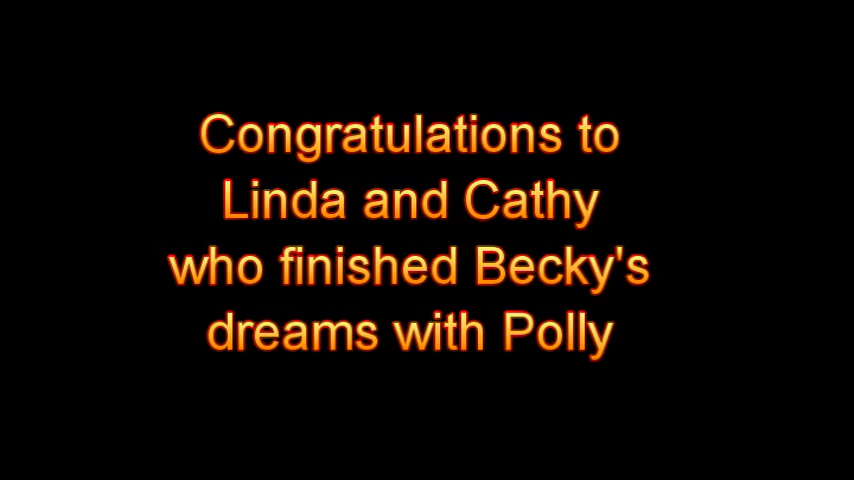 Congratulations to
Linda and Cathy
who finished Becky's
dreams with Polly